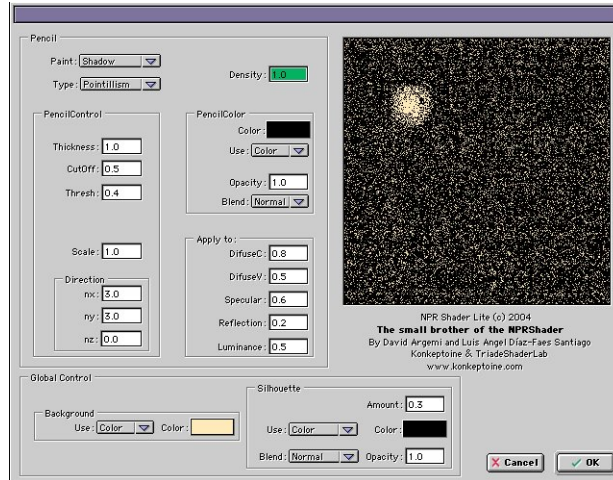 Pencil
Paint: Shadow
Type: Pointillism
Density: 1.0
PencilControl
Thickness: 1.0
CutOff: 0.5
Thresh: 0.4
Scale: 1.0
Direction
nx: 3.0
ny: 3.0
nz: 0.0
PencilColor
Color:
Use: Color
Opacity: 1.0
Blend: Normal
Apply to:
DifuseC: 0.8
DifuseV: 0.5
Specular: 0.6
Reflection: 0.2
Luminance: 0.5
NPR Shader Lite (c) 2004
The small brother of the NPRShader
By David Argemi and Luis Angel Díaz-Faes Santiago
Konkeptoine & TriadeShaderLab
www.konkeptoine.com
Global Control
Background
Use: Color Color:
Silhouette
Amount: 0.3
Use: Color Color:
Blend: Normal Opacity: 1.0
Cancel
OK